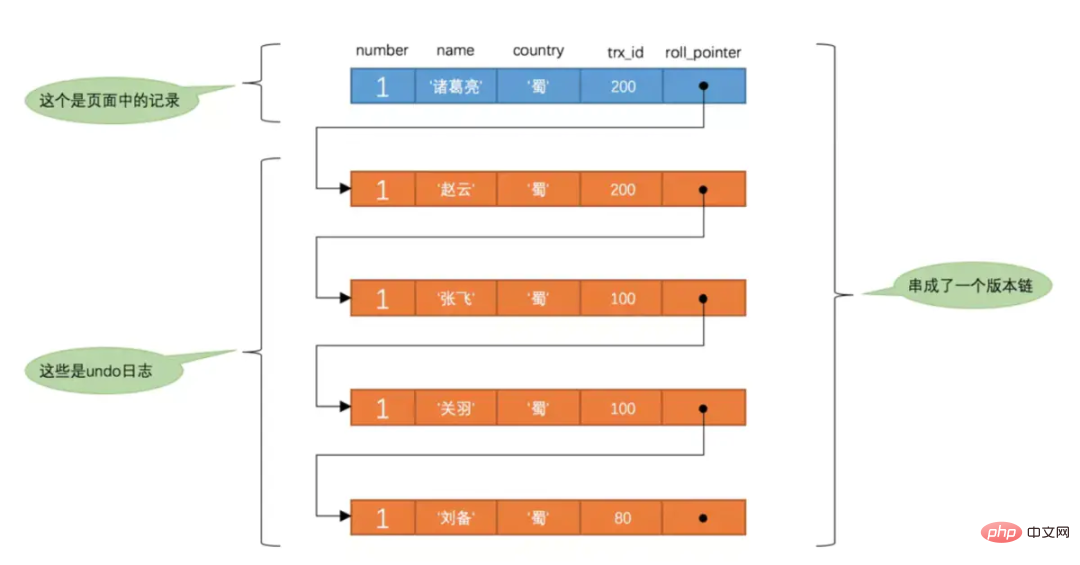 number name country trx_id roll_pointer
这个是页面中的记录
1 '诸葛亮' '蜀' 200
1 '赵云' '蜀' 200
1 '张飞' '蜀' 100
串成了一个版本链
这些是undo日志
1 '关羽' '蜀' 100
1 '刘备' '蜀' 80
php 中文网